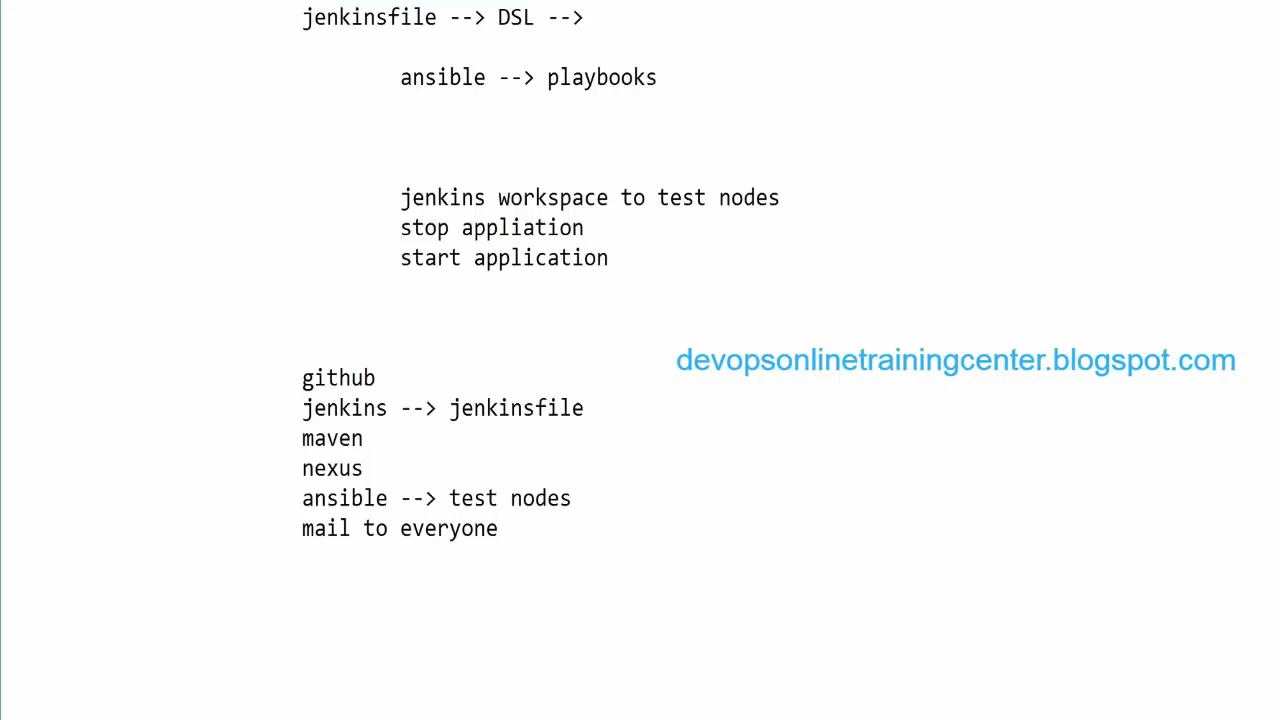 jenkinsfile --> DSL -->
ansible --> playbooks
jenkins workspace to test nodes
stop appliation
start application
devopsonlinetrainingcenter.blogspot.com
github
jenkins --> jenkinsfile
maven
nexus
ansible --> test nodes
mail to everyone